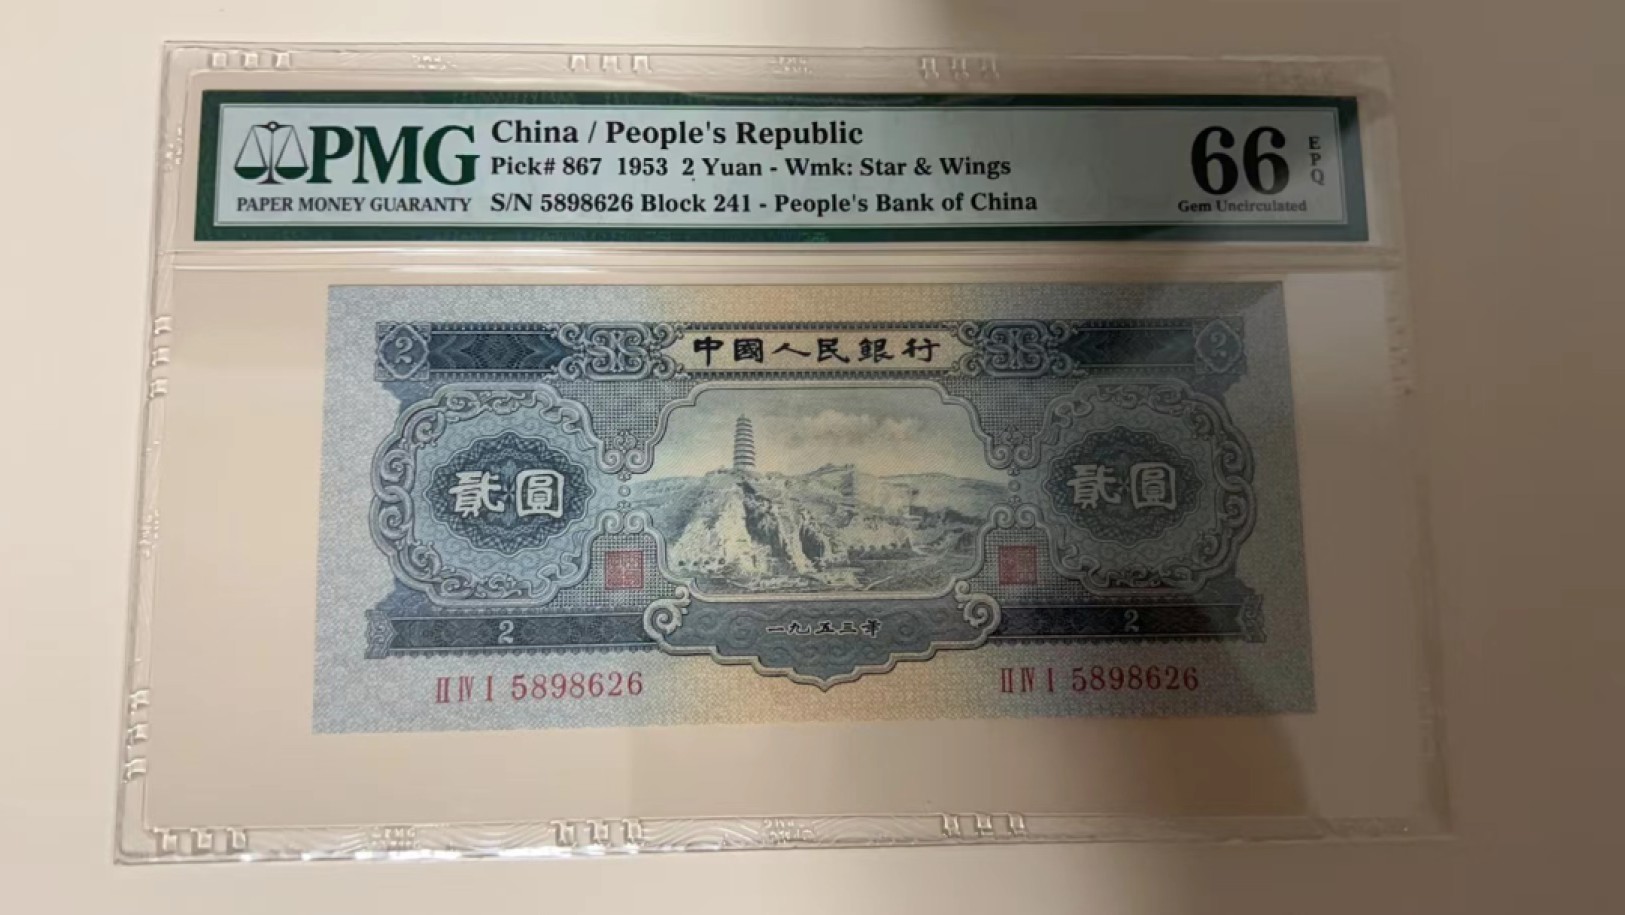 PMG
PAPER MONEY GUARANTY
China / People's Republic
Pick# 867 1953 2 Yuan - Wmk: Star & Wings
S/N 5898626 Block 241 - People's Bank of China
66
EPQ
Gem Uncirculated
2 中國人民銀行 2
貳圓 貳圓
2 一九五三年 2
II IV I 5898626 II IV I 5898626